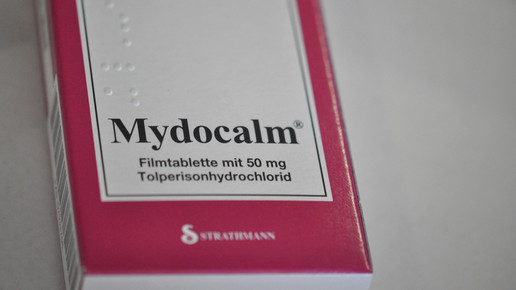 Mydocalm®
Filmtablette mit 50 mg
Tolperisonhydrochlorid
STRATHMANN